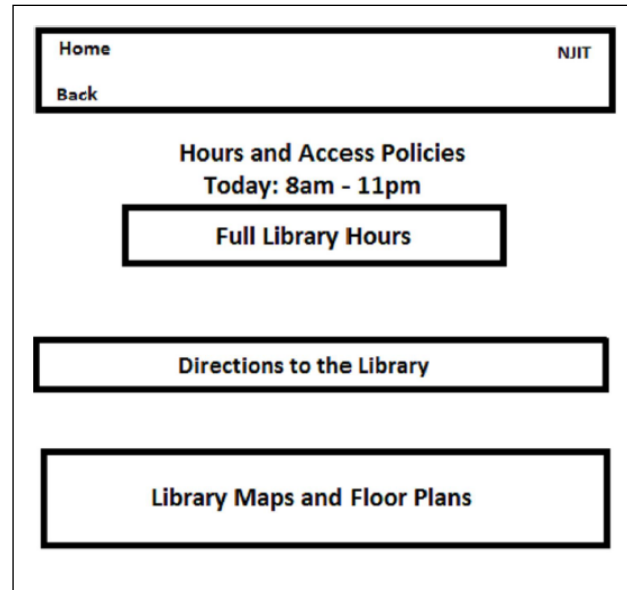 Home NJIT
Back
Hours and Access Policies
Today: 8am - 11pm
Full Library Hours
Directions to the Library
Library Maps and Floor Plans